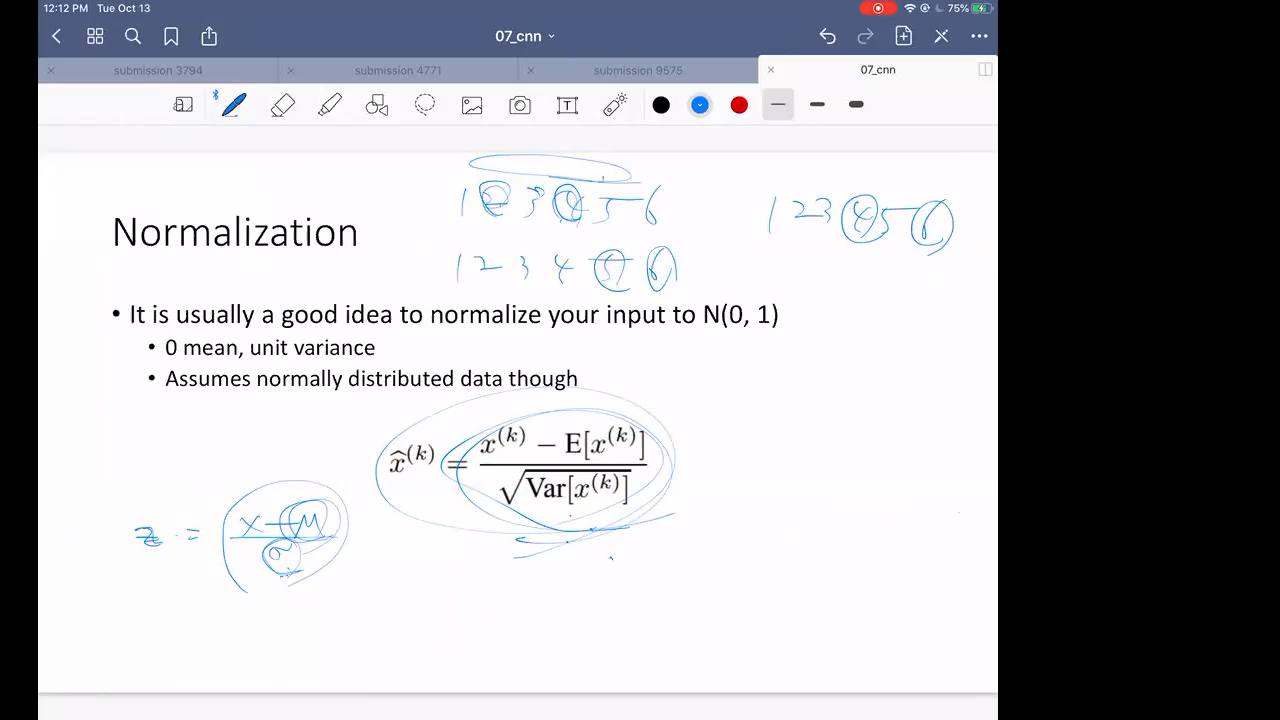 12:12 PM Tue Oct 13
75%
07_cnn
submission 3794
submission 4771
submission 9575
07_cnn
T
1 2 3 4 5 6
1 2 3 4 5 6
Normalization
1 2 3 4 5 6
• It is usually a good idea to normalize your input to N(0, 1)
• 0 mean, unit variance
• Assumes normally distributed data though
x̂^(k) = (x^(k) − E[x^(k)]) / √Var[x^(k)]
z = (x − μ) / σ